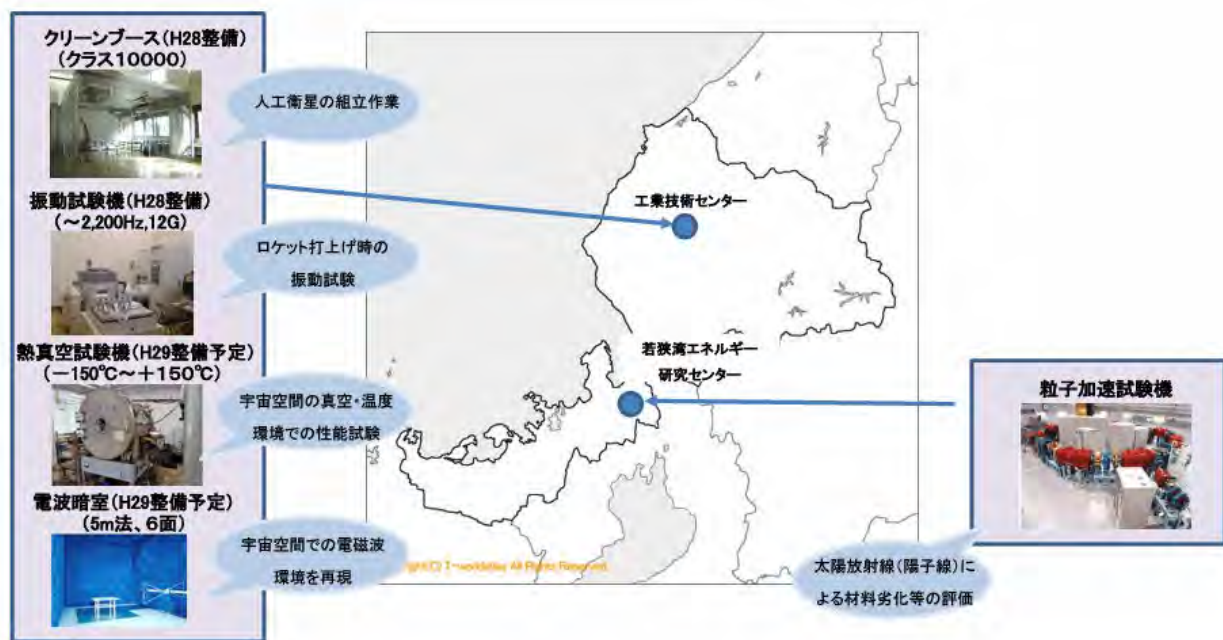 クリーンブース(H28整備)
(クラス10000)
人工衛星の組立作業
振動試験機(H28整備)
(~2,200Hz,12G)
ロケット打上げ時の
振動試験
熱真空試験機(H29整備予定)
(-150℃~+150℃)
宇宙空間の真空・温度
環境での性能試験
電波暗室(H29整備予定)
(5m法、6面)
宇宙空間での電磁波
環境を再現
工業技術センター
若狭湾エネルギー
研究センター
粒子加速試験機
太陽放射線(陽子線)に
よる材料劣化等の評価
All Rights Reserved